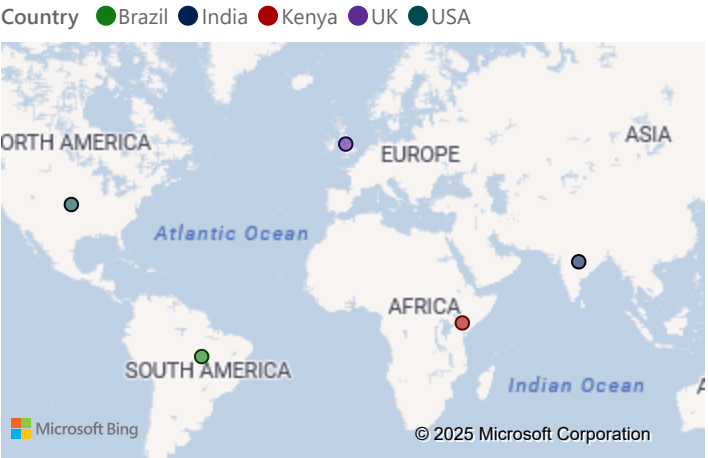 Country Brazil India Kenya UK USA
ORTH AMERICA
ASIA
EUROPE
Atlantic Ocean
AFRICA
SOUTH AMERICA
Indian Ocean
A
Microsoft Bing
© 2025 Microsoft Corporation